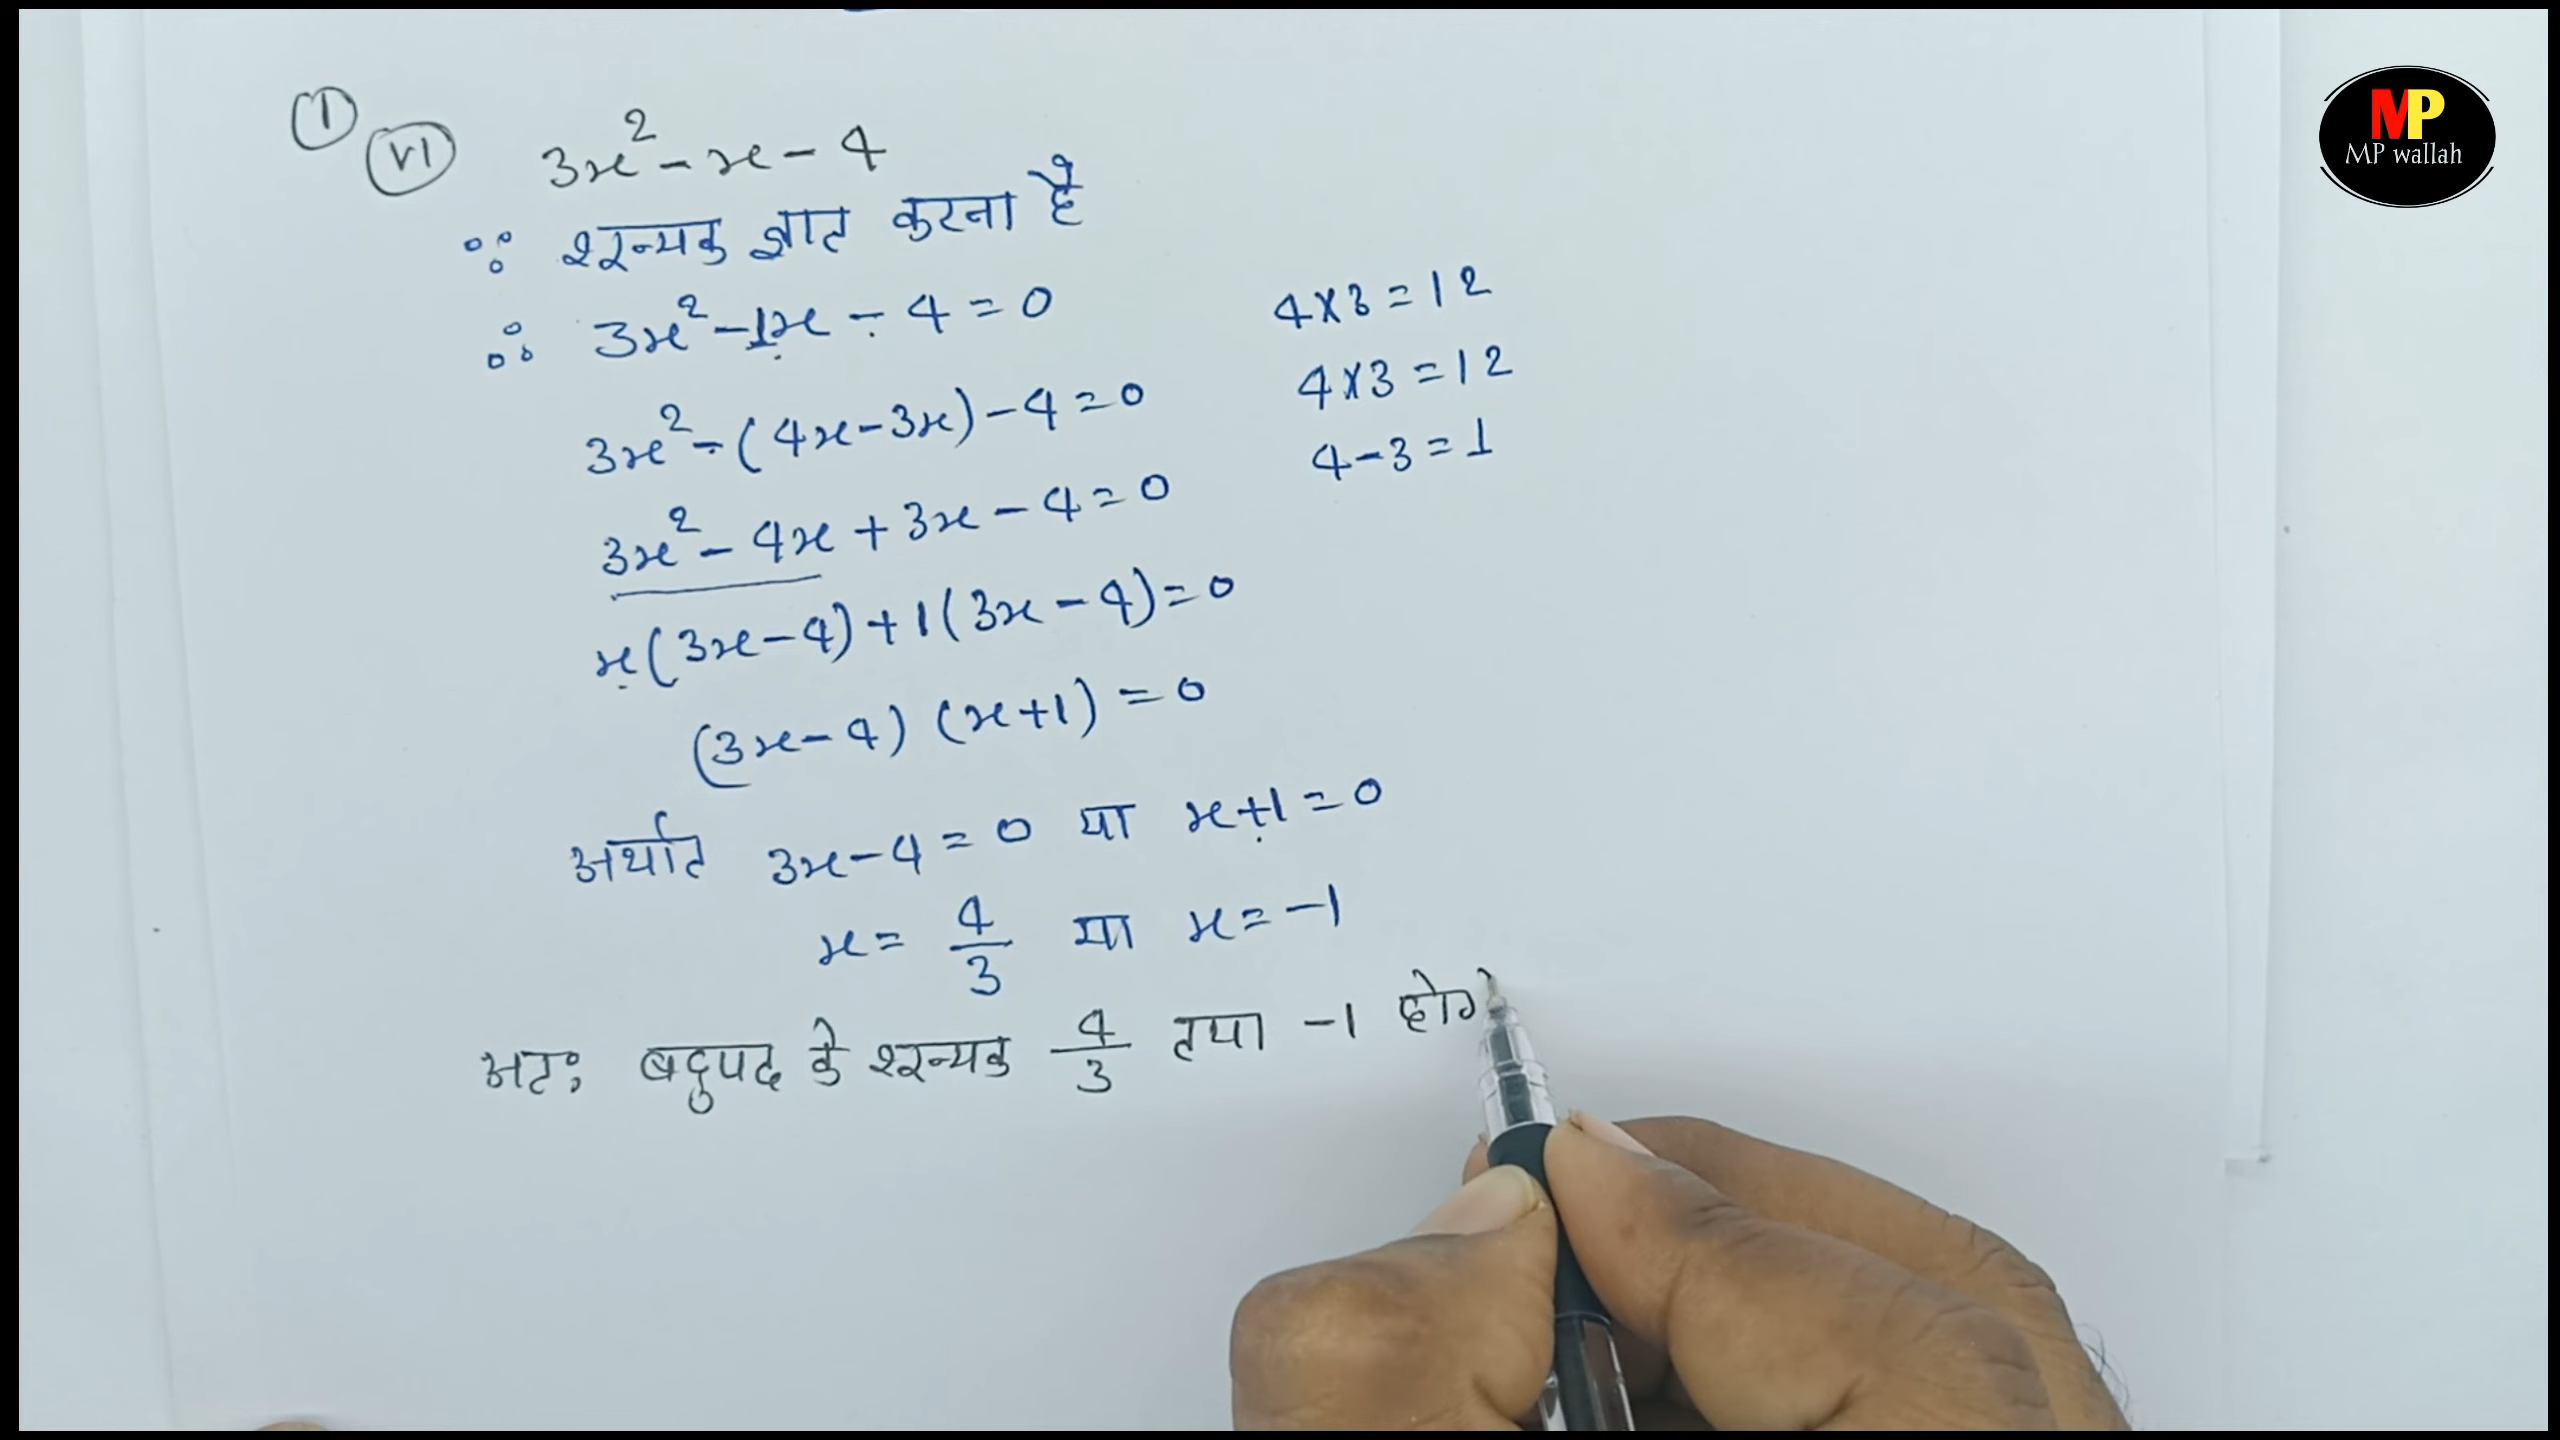 ① (vi) 3x² - x - 4
∵ शून्यक ज्ञात करना है
∴ 3x² - 1x - 4 = 0
4 × 3 = 12
3x² - (4x - 3x) - 4 = 0
4 × 3 = 12
4 - 3 = 1
3x² - 4x + 3x - 4 = 0
x(3x - 4) + 1(3x - 4) = 0
(3x - 4) (x + 1) = 0
अर्थात 3x - 4 = 0 या x + 1 = 0
x = 4/3 या x = -1
अतः बहुपद के शून्यक 4/3 तथा -1
MP
MP wallah